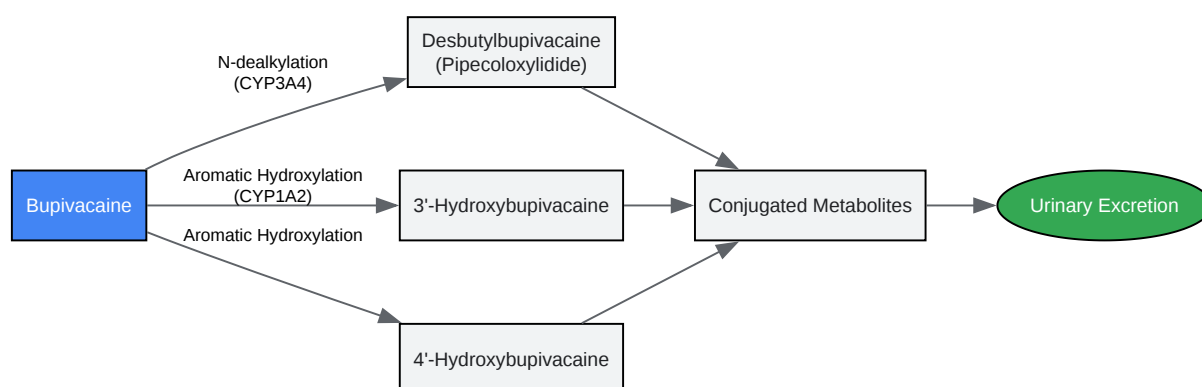 Desbutylbupivacaine
(Pipecoloxylidide)
N-dealkylation
(CYP3A4)
Bupivacaine
Aromatic Hydroxylation
(CYP1A2)
Aromatic Hydroxylation
3'-Hydroxybupivacaine
Conjugated Metabolites
Urinary Excretion
4'-Hydroxybupivacaine